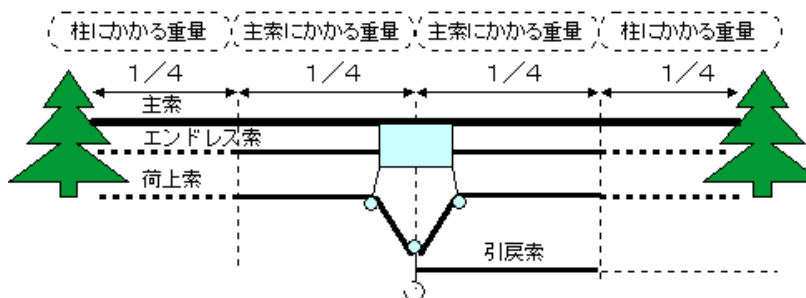 柱にかかる重量 主索にかかる重量 主索にかかる重量 柱にかかる重量
1/4 1/4 1/4 1/4
主索
エンドレス索
荷上索
引戻索